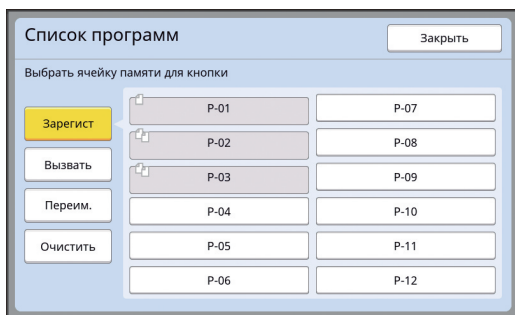 Список программ
Закрыть
Выбрать ячейку памяти для кнопки
Зарегист
Вызвать
Переим.
Очистить
P-01
P-02
P-03
P-04
P-05
P-06
P-07
P-08
P-09
P-10
P-11
P-12